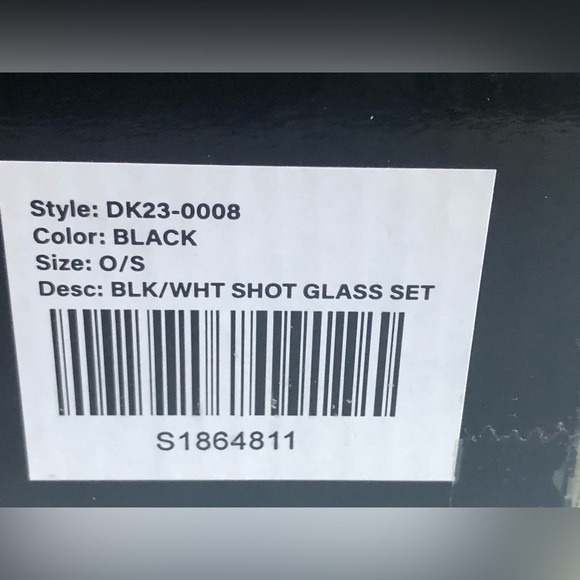 Style: DK23-0008
Color: BLACK
Size: O/S
Desc: BLK/WHT SHOT GLASS SET
S1864811